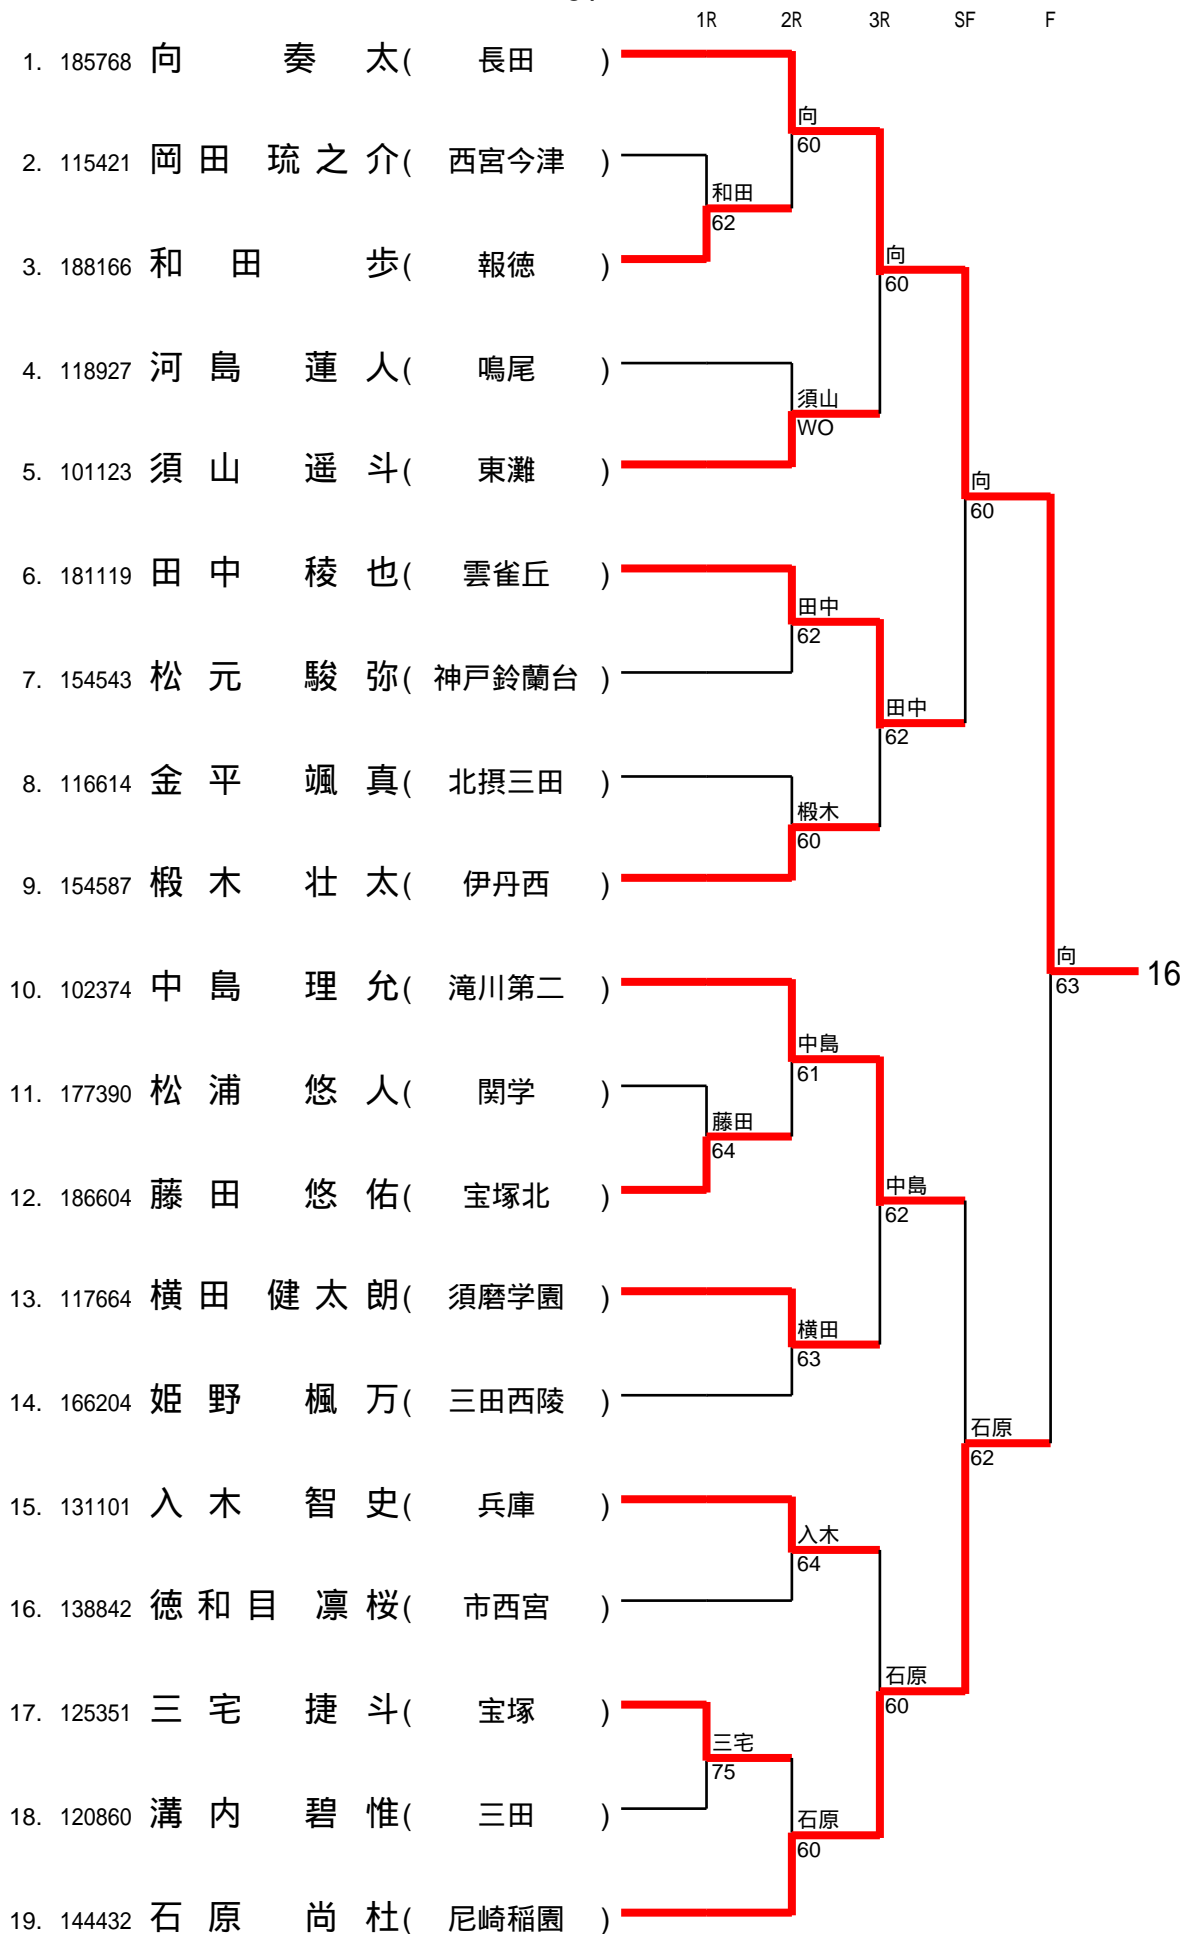 1R 2R 3R SF F
1. 185768 向 奏 太( 長田 )
向
60
2. 115421 岡 田 琉 之 介( 西宮今津 )
和田
62
3. 188166 和 田 歩( 報徳 )
向
60
4. 118927 河 島 蓮 人( 鳴尾 )
須山
WO
5. 101123 須 山 遥 斗( 東灘 )
向
60
6. 181119 田 中 稜 也( 雲雀丘 )
田中
62
7. 154543 松 元 駿 弥( 神戸鈴蘭台 )
田中
62
8. 116614 金 平 颯 真( 北摂三田 )
椴木
60
9. 154587 椴 木 壮 太( 伊丹西 )
向
63
16
10. 102374 中 島 理 允( 滝川第二 )
中島
61
11. 177390 松 浦 悠 人( 関学 )
藤田
64
12. 186604 藤 田 悠 佑( 宝塚北 )
中島
62
13. 117664 横 田 健 太 朗( 須磨学園 )
横田
63
14. 166204 姫 野 楓 万( 三田西陵 )
石原
62
15. 131101 入 木 智 史( 兵庫 )
入木
64
16. 138842 徳 和 目 凛 桜( 市西宮 )
石原
60
17. 125351 三 宅 捷 斗( 宝塚 )
三宅
75
18. 120860 溝 内 碧 惟( 三田 )
石原
60
19. 144432 石 原 尚 杜( 尼崎稲園 )